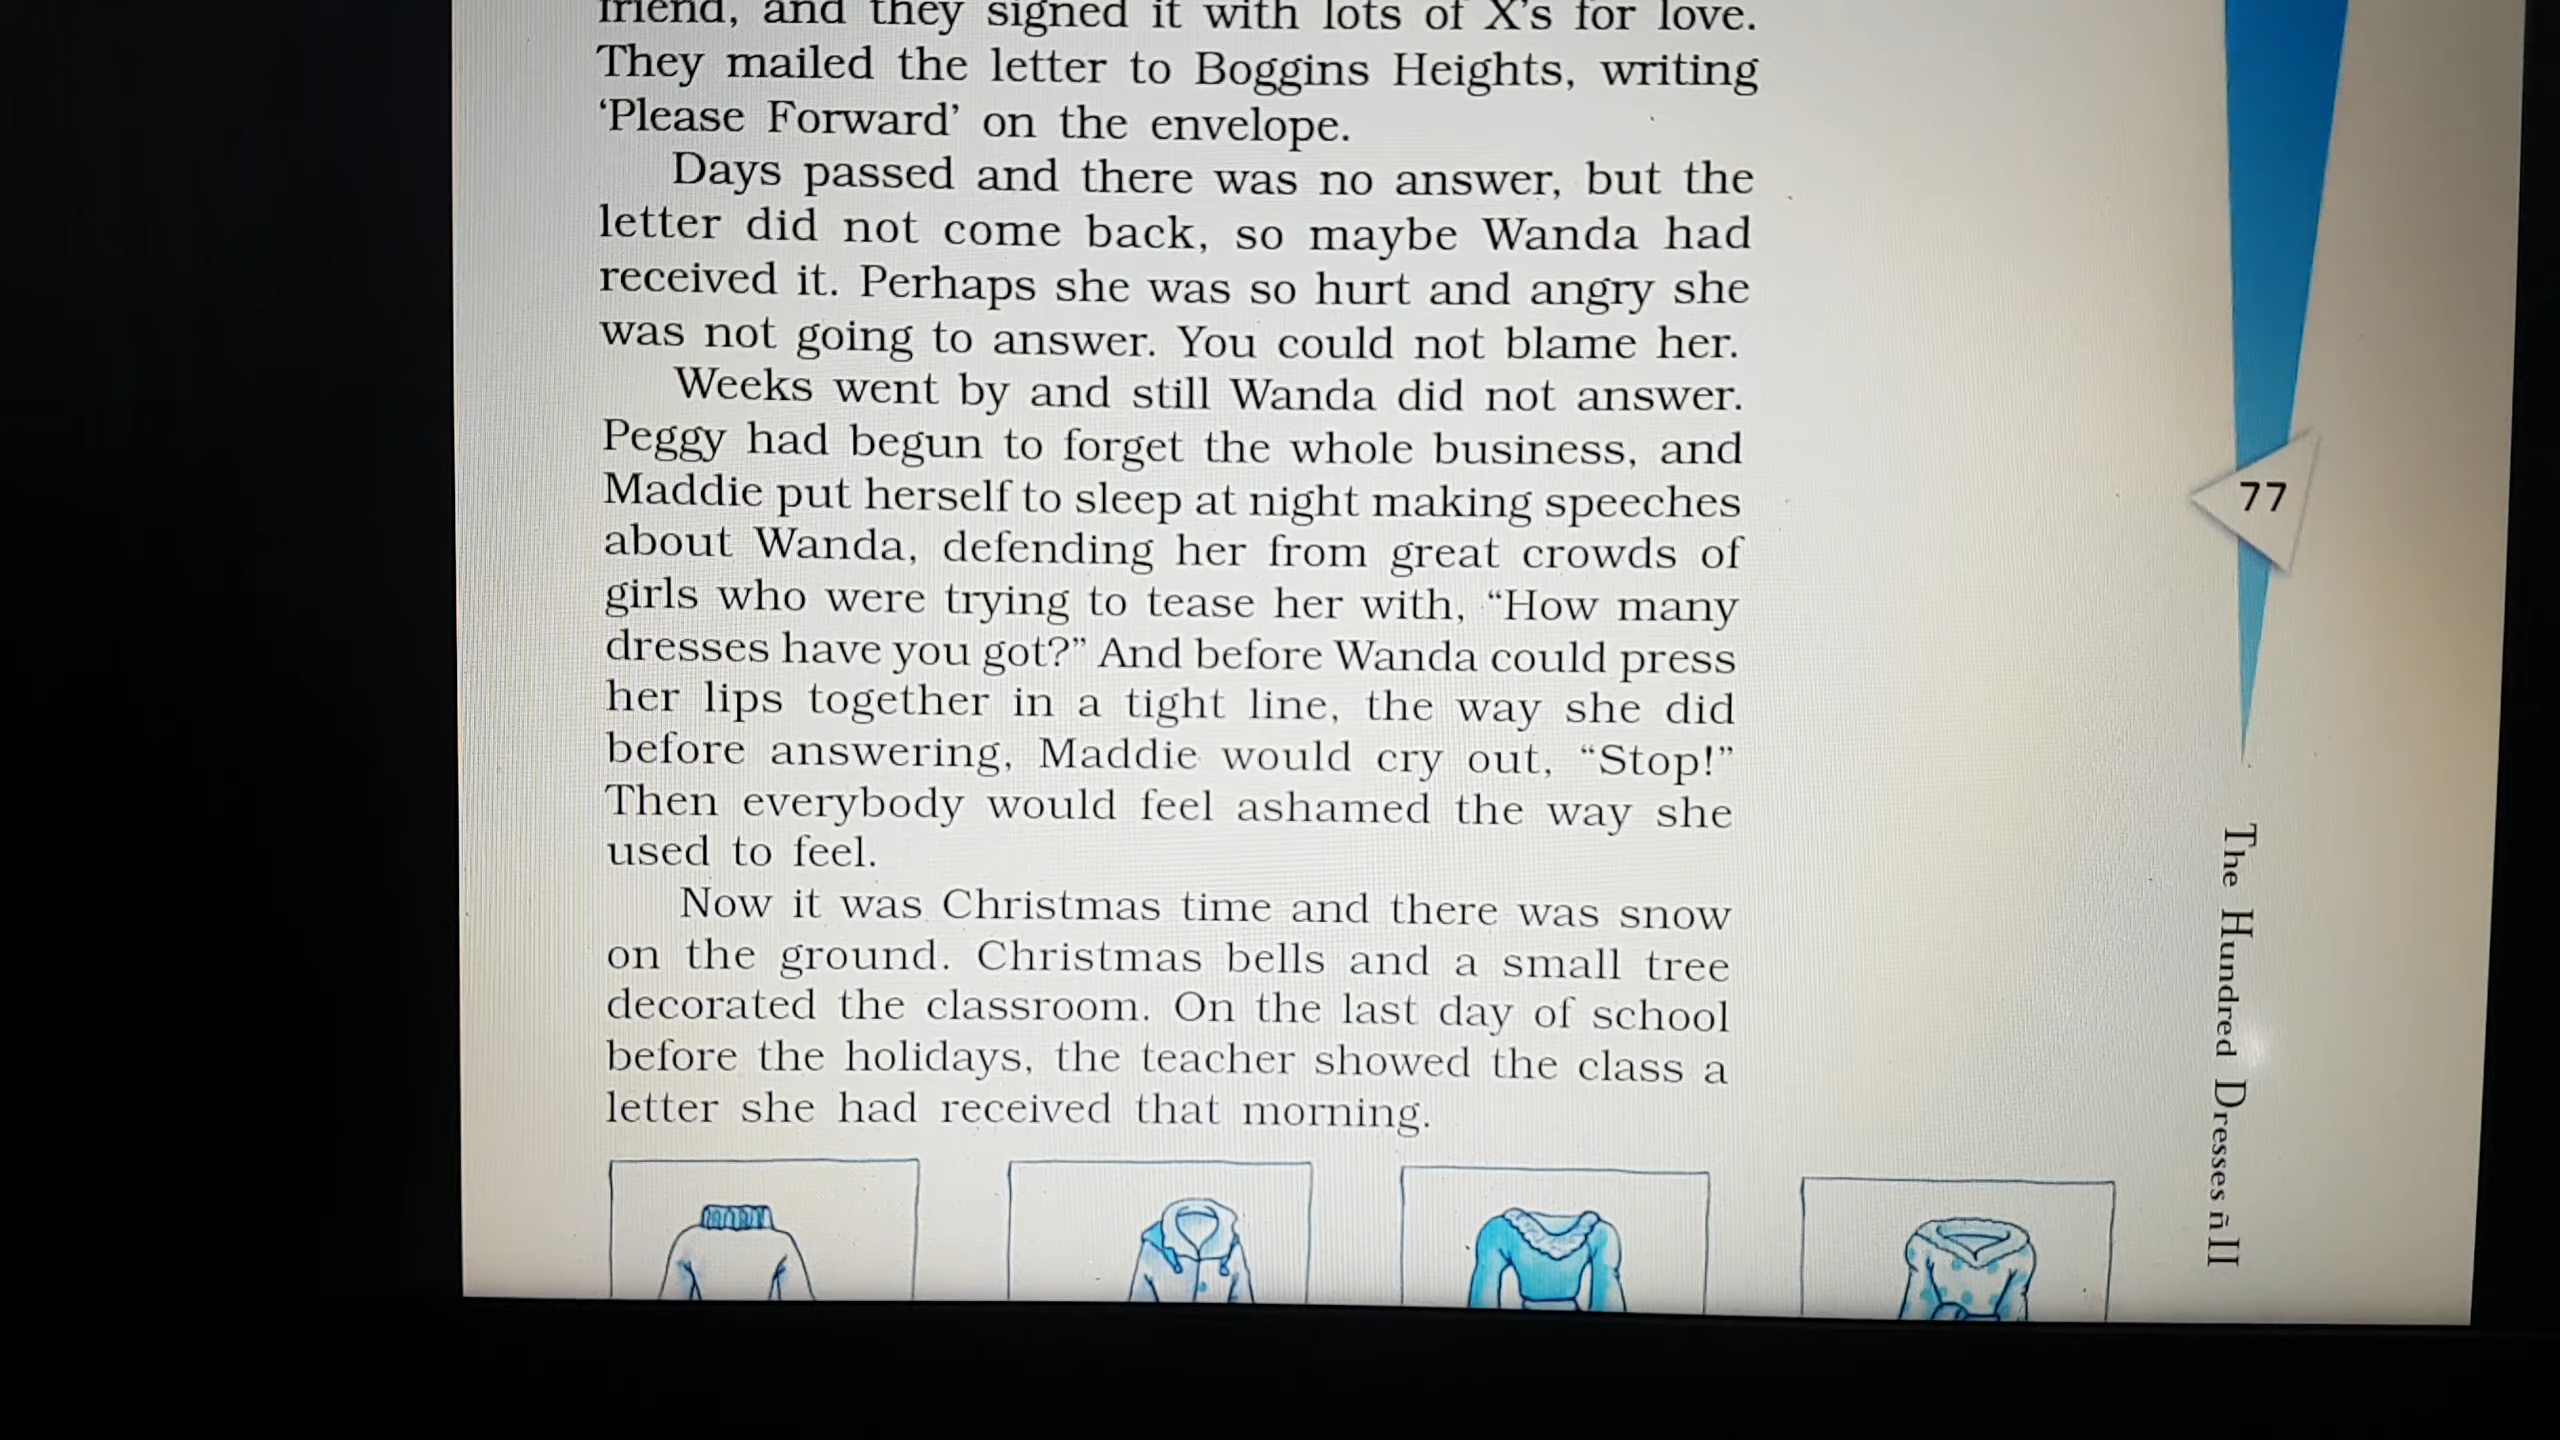 friend, and they signed it with lots of X's for love.
They mailed the letter to Boggins Heights, writing
‘Please Forward’ on the envelope.
Days passed and there was no answer, but the
letter did not come back, so maybe Wanda had
received it. Perhaps she was so hurt and angry she
was not going to answer. You could not blame her.
Weeks went by and still Wanda did not answer.
Peggy had begun to forget the whole business, and
Maddie put herself to sleep at night making speeches
about Wanda, defending her from great crowds of
girls who were trying to tease her with, “How many
dresses have you got?” And before Wanda could press
her lips together in a tight line, the way she did
before answering, Maddie would cry out, “Stop!”
Then everybody would feel ashamed the way she
used to feel.
Now it was Christmas time and there was snow
on the ground. Christmas bells and a small tree
decorated the classroom. On the last day of school
before the holidays, the teacher showed the class a
letter she had received that morning.
77
The Hundred Dresses ñ II